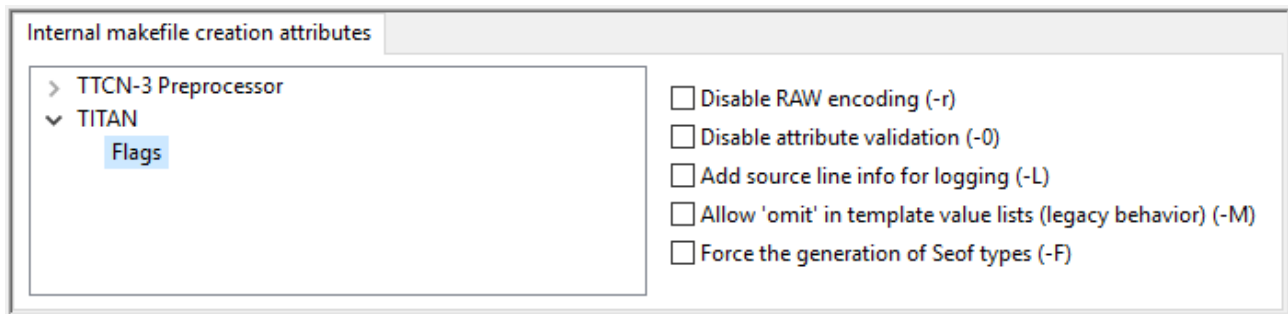 Internal makefile creation attributes
TTCN-3 Preprocessor
TITAN
Flags
Disable RAW encoding (-r)
Disable attribute validation (-0)
Add source line info for logging (-L)
Allow 'omit' in template value lists (legacy behavior) (-M)
Force the generation of Seof types (-F)